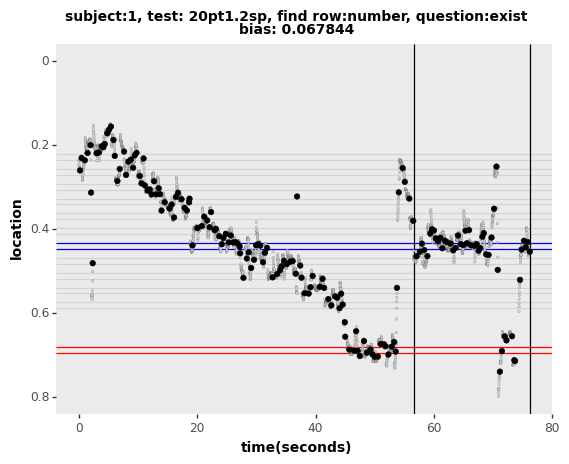 subject:1, test: 20pt1.2sp, find row:number, question:exist
bias: 0.067844
0
0.2
0.4
0.6
0.8
location
0
20
40
60
80
time(seconds)